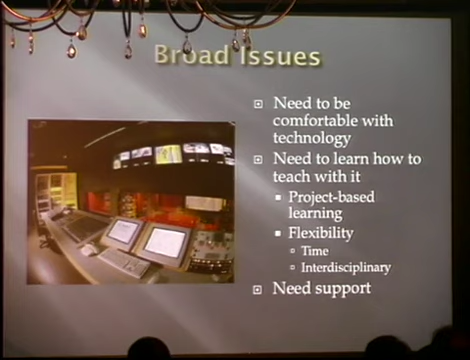 Broad Issues
Need to be
comfortable with
technology
Need to learn how to
teach with it
Project-based
learning
Flexibility
Time
Interdisciplinary
Need support